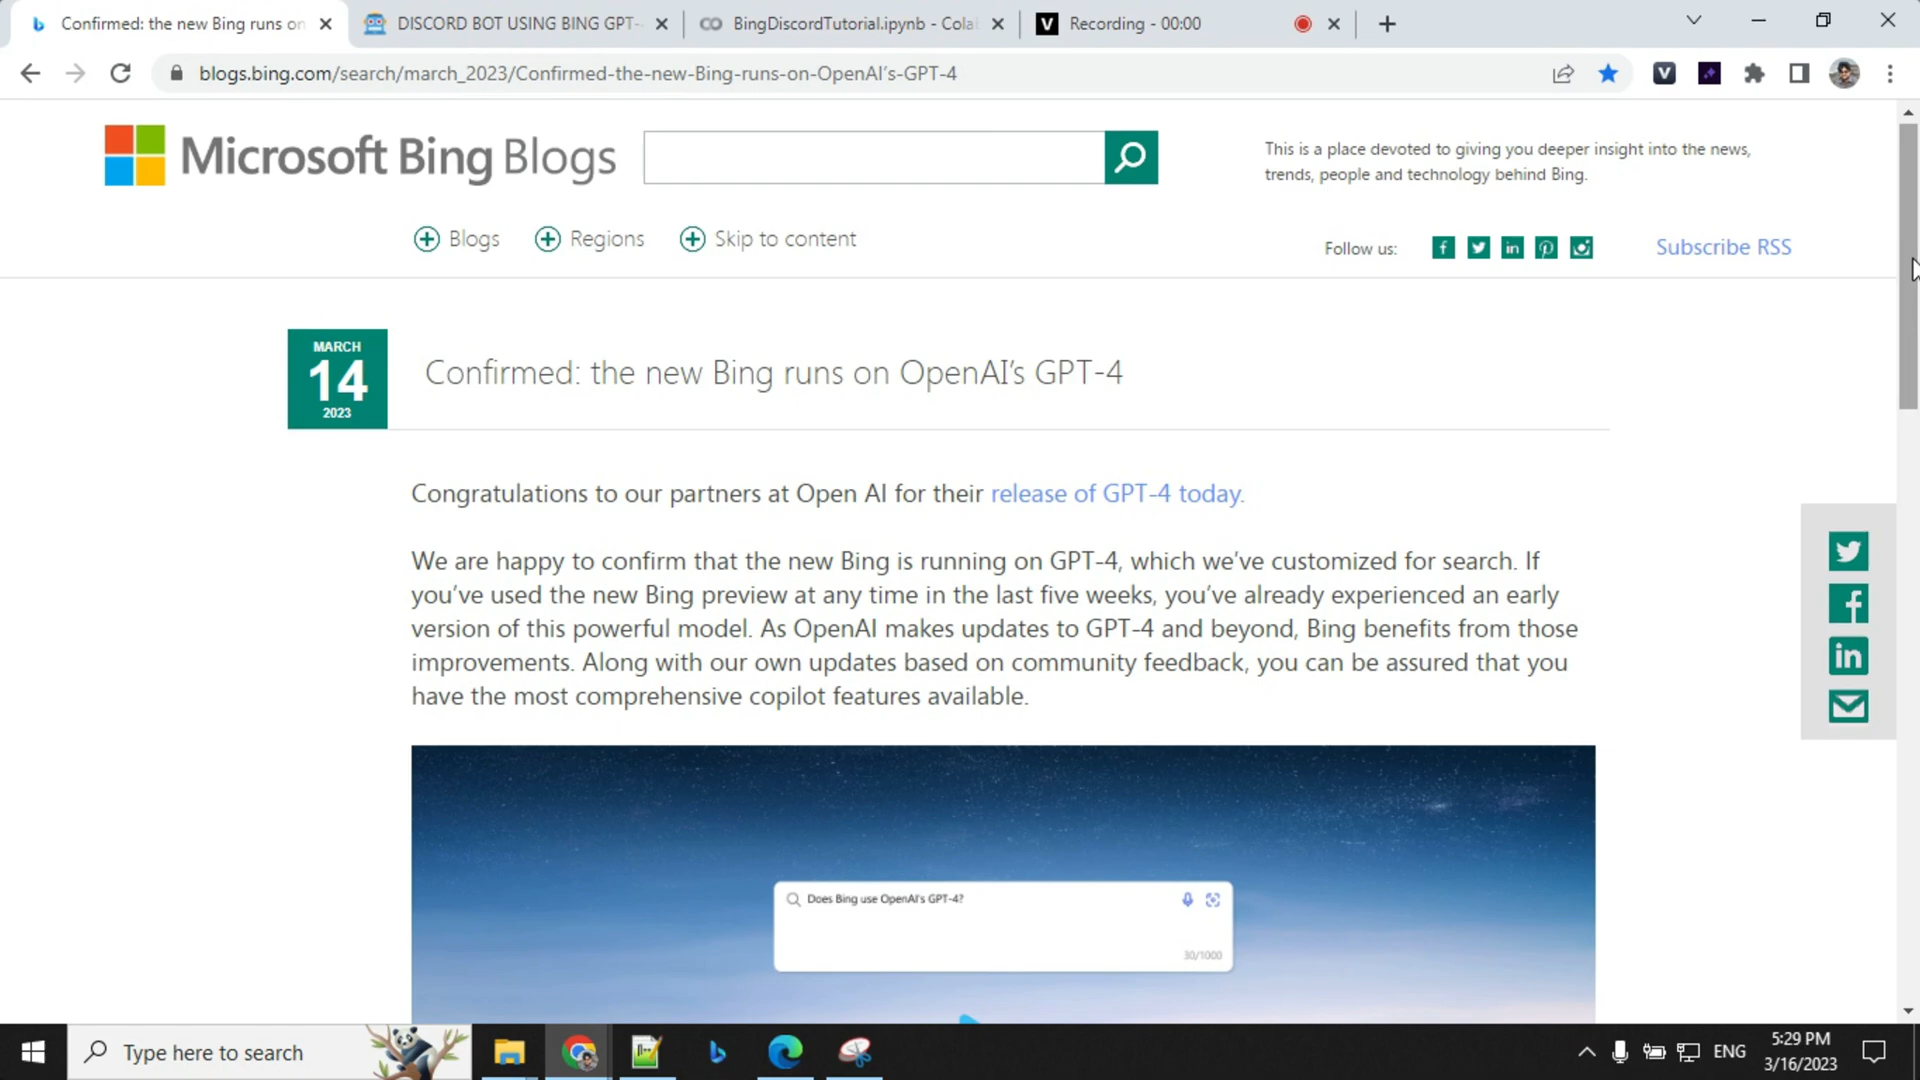 Confirmed: the new Bing runs on
DISCORD BOT USING BING GPT-
BingDiscordTutorial.ipynb - Cola
V
Recording - 00:00
blogs.bing.com/search/march_2023/Confirmed-the-new-Bing-runs-on-OpenAI's-GPT-4
V
Microsoft Bing Blogs
This is a place devoted to giving you deeper insight into the news,
trends, people and technology behind Bing.
Blogs
Regions
Skip to content
Follow us:
Subscribe RSS
MARCH
14
2023
Confirmed: the new Bing runs on OpenAI’s GPT-4
Congratulations to our partners at Open AI for their release of GPT-4 today.
We are happy to confirm that the new Bing is running on GPT-4, which we’ve customized for search. If
you’ve used the new Bing preview at any time in the last five weeks, you’ve already experienced an early
version of this powerful model. As OpenAI makes updates to GPT-4 and beyond, Bing benefits from those
improvements. Along with our own updates based on community feedback, you can be assured that you
have the most comprehensive copilot features available.
Does Bing use OpenAI's GPT-4?
30/1000
Type here to search
ENG
5:29 PM
3/16/2023